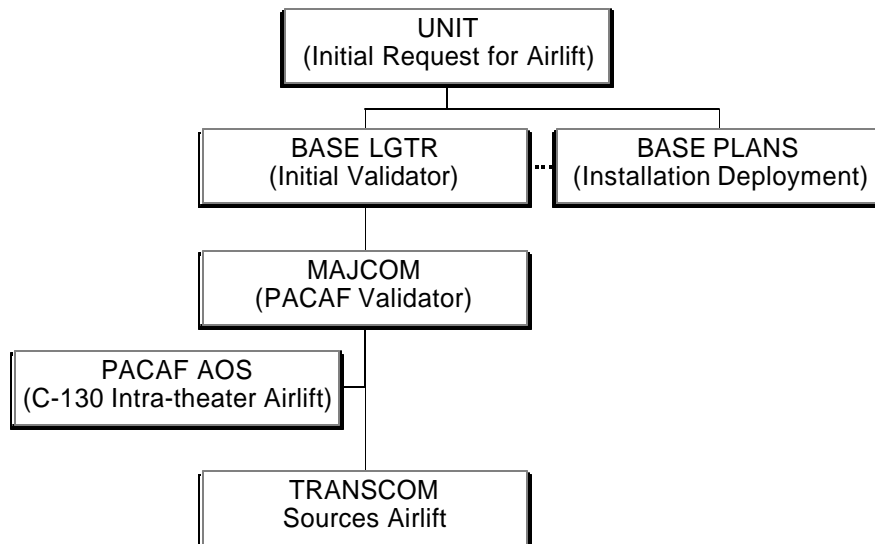 UNIT
(Initial Request for Airlift)
BASE LGTR
(Initial Validator)
BASE PLANS
(Installation Deployment)
MAJCOM
(PACAF Validator)
PACAF AOS
(C-130 Intra-theater Airlift)
TRANSCOM
Sources Airlift